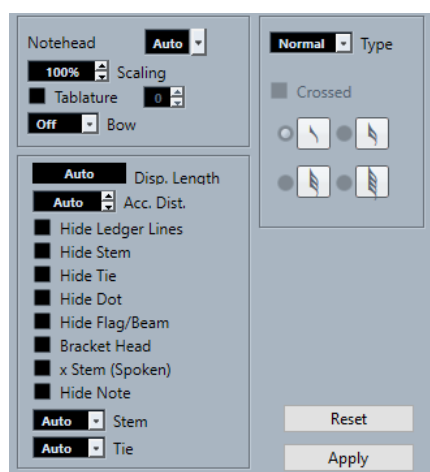 Notehead Auto
100% Scaling
Tablature 0
Off Bow
Auto Disp. Length
Auto Acc. Dist.
Hide Ledger Lines
Hide Stem
Hide Tie
Hide Dot
Hide Flag/Beam
Bracket Head
x Stem (Spoken)
Hide Note
Auto Stem
Auto Tie
Normal Type
Crossed
Reset
Apply